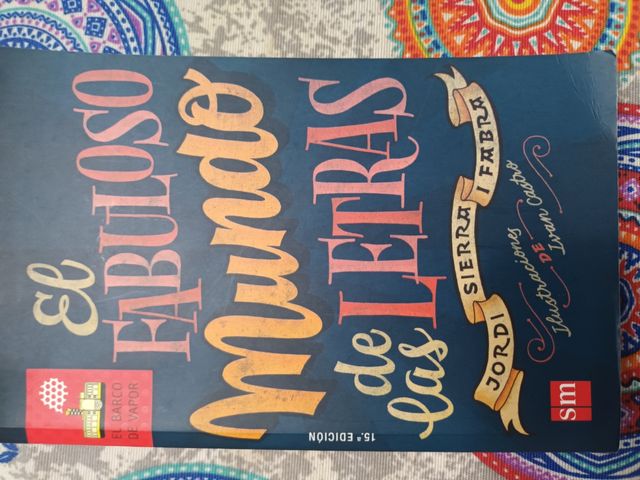 EL BARCO
DE VAPOR
El
FABULOSO
Mundo
de las
LETRAS
JORDI SIERRA I FABRA
Ilustraciones
DE
Ivan Castro
15.ª EDICIÓN
sm